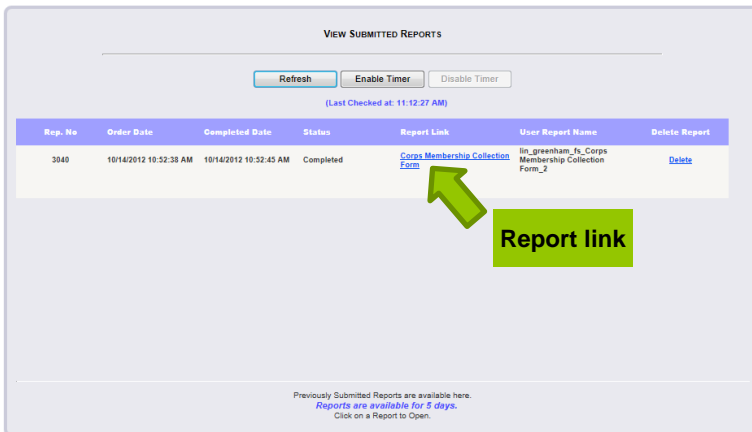 VIEW SUBMITTED REPORTS
Refresh Enable Timer Disable Timer
(Last Checked at: 11:12:27 AM)
Rep. No Order Date Completed Date Status Report Link User Report Name Delete Report
3040 10/14/2012 10:52:38 AM 10/14/2012 10:52:45 AM Completed Corps Membership Collection Form lin_greenham_fs_Corps Membership Collection Form_2 Delete
Report link
Previously Submitted Reports are available here.
Reports are available for 5 days.
Click on a Report to Open.